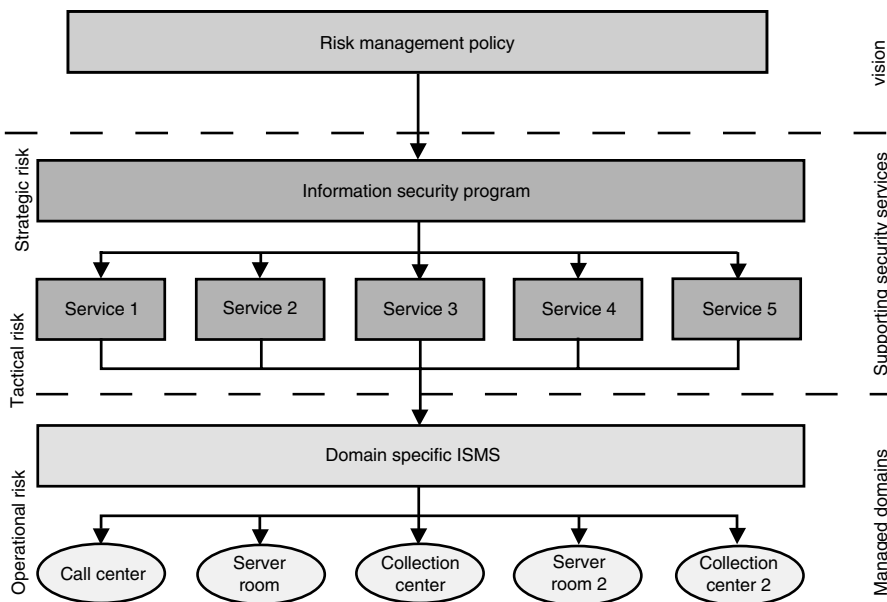 Risk management policy
vision
Strategic risk
Information security program
Supporting security services
Service 1
Service 2
Service 3
Service 4
Service 5
Tactical risk
Domain specific ISMS
Operational risk
Managed domains
Call center
Server
room
Collection
center
Server
room 2
Collection
center 2